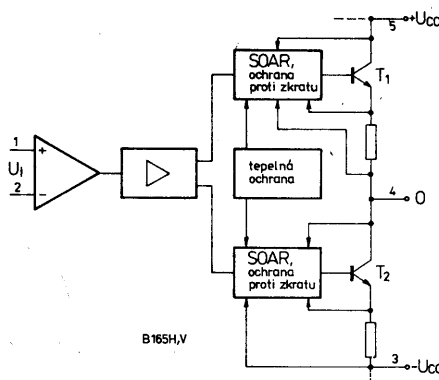 5
+Ucc
SOAR,
ochrana
proti zkratu
T1
1
+
U1
2
-
tepelná
ochrana
4
0
SOAR,
ochrana
proti zkratu
T2
B165H,V
3
-Ucc